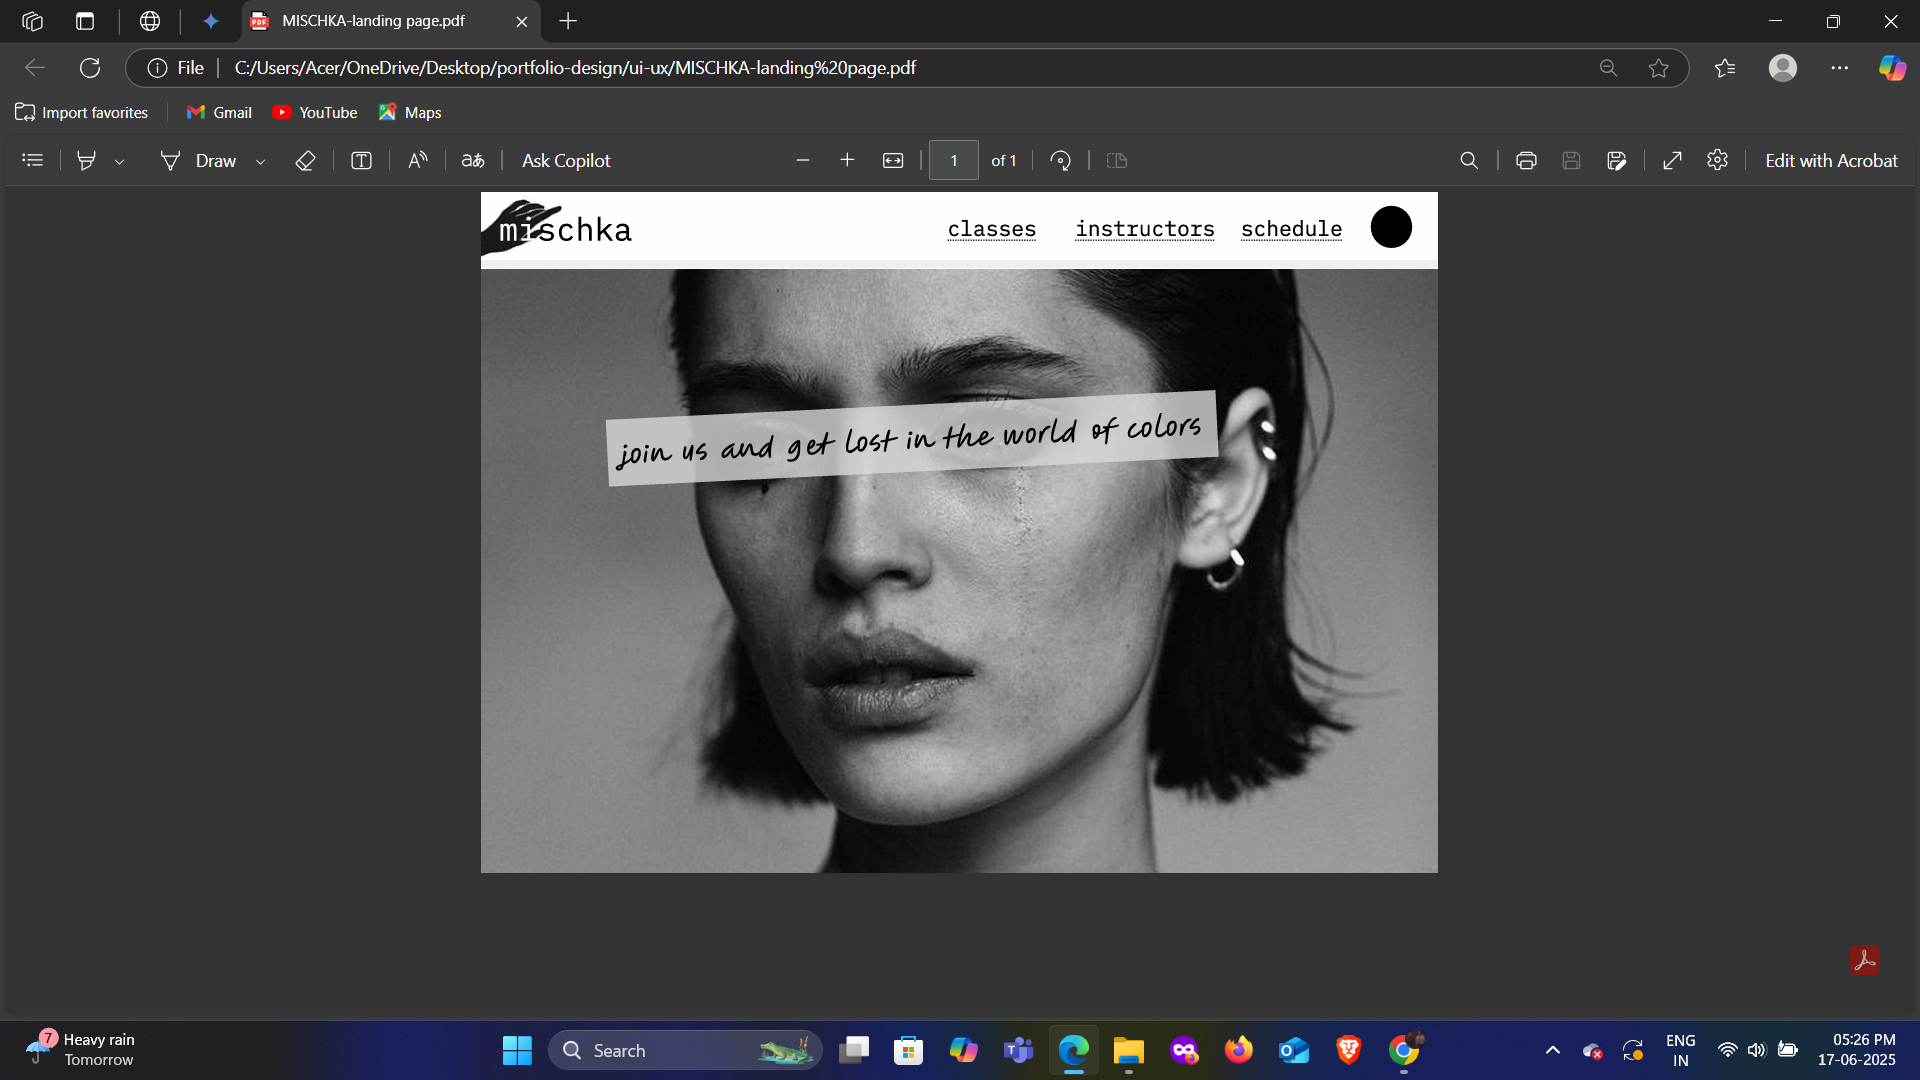 MISCHKA-landing page.pdf
File
C:/Users/Acer/OneDrive/Desktop/portfolio-design/ui-ux/MISCHKA-landing%20page.pdf
Import favorites
Gmail
YouTube
Maps
Draw
Ask Copilot
1
of 1
Edit with Acrobat
mischka
classes
instructors
schedule
join us and get lost in the world of colors
7
Heavy rain
Tomorrow
Search
ENG
IN
05:26 PM
17-06-2025